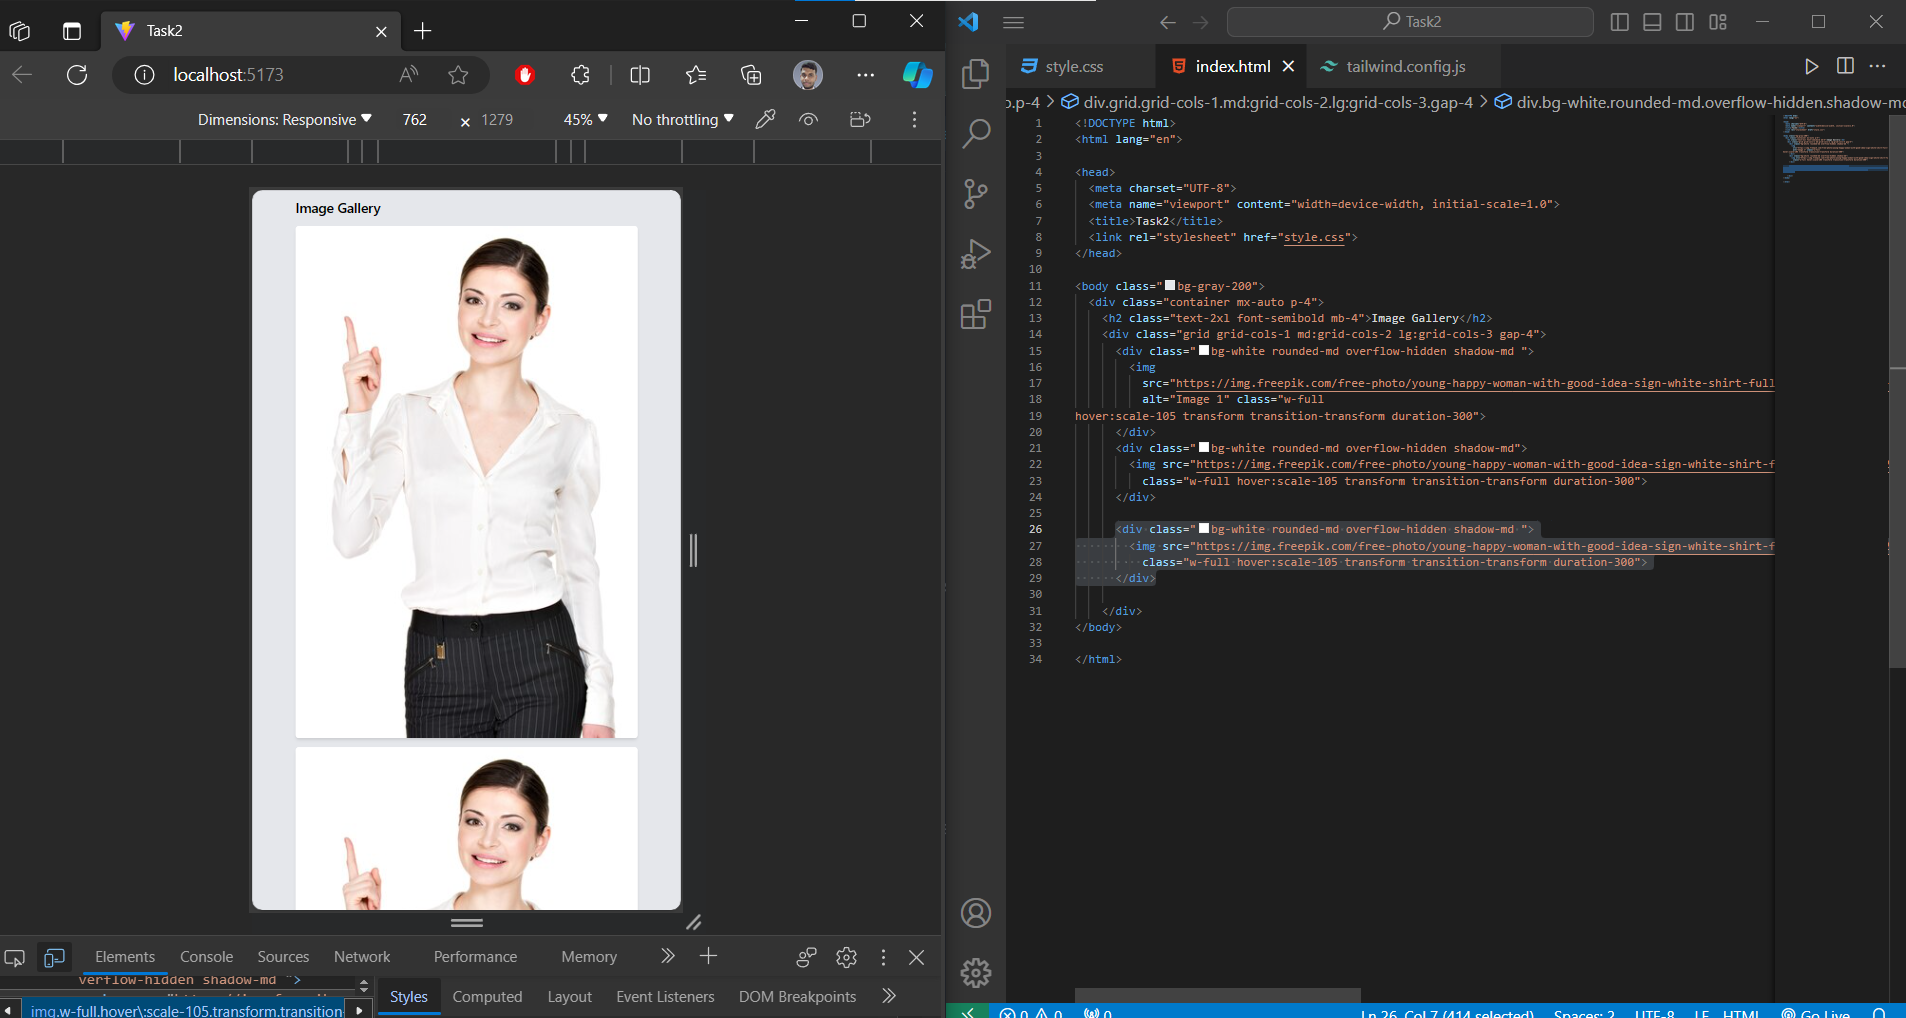 Task2
localhost:5173
Dimensions: Responsive 762 × 1279 45% No throttling
Image Gallery
Elements Console Sources Network Performance Memory
verflow-hidden shadow-md ">
img.w-full.hover\:scale-105.transform.transition-
Styles Computed Layout Event Listeners DOM Breakpoints
Task2
style.css index.html tailwind.config.js
.p-4 > div.grid.grid-cols-1.md:grid-cols-2.lg:grid-cols-3.gap-4 > div.bg-white.rounded-md.overflow-hidden.shadow-md
1 <!DOCTYPE html>
2 <html lang="en">
3
4 <head>
5 <meta charset="UTF-8">
6 <meta name="viewport" content="width=device-width, initial-scale=1.0">
7 <title>Task2</title>
8 <link rel="stylesheet" href="style.css">
9 </head>
10
11 <body class="bg-gray-200">
12 <div class="container mx-auto p-4">
13 <h2 class="text-2xl font-semibold mb-4">Image Gallery</h2>
14 <div class="grid grid-cols-1 md:grid-cols-2 lg:grid-cols-3 gap-4">
15 <div class="bg-white rounded-md overflow-hidden shadow-md ">
16 <img
17 src="https://img.freepik.com/free-photo/young-happy-woman-with-good-idea-sign-white-shirt-full
18 alt="Image 1" class="w-full
19 hover:scale-105 transform transition-transform duration-300">
20 </div>
21 <div class="bg-white rounded-md overflow-hidden shadow-md">
22 <img src="https://img.freepik.com/free-photo/young-happy-woman-with-good-idea-sign-white-shirt-f
23 class="w-full hover:scale-105 transform transition-transform duration-300">
24 </div>
25
26 <div class="bg-white rounded-md overflow-hidden shadow-md ">
27 <img src="https://img.freepik.com/free-photo/young-happy-woman-with-good-idea-sign-white-shirt-f
28 class="w-full hover:scale-105 transform transition-transform duration-300">
29 </div>
30
31 </div>
32 </body>
33
34 </html>
0 0 0 Ln 26, Col 7 (414 selected) Spaces: 2 UTF-8 LF HTML Go Live